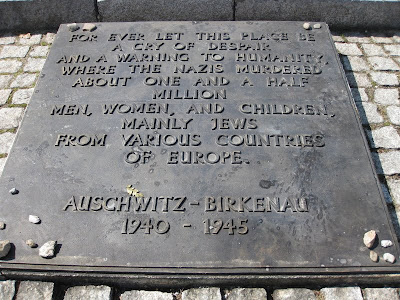 FOR EVER LET THIS PLACE BE
A CRY OF DESPAIR
AND A WARNING TO HUMANITY,
WHERE THE NAZIS MURDERED
ABOUT ONE AND A HALF
MILLION
MEN, WOMEN, AND CHILDREN,
MAINLY JEWS
FROM VARIOUS COUNTRIES
OF EUROPE.
AUSCHWITZ-BIRKENAU
1940 - 1945